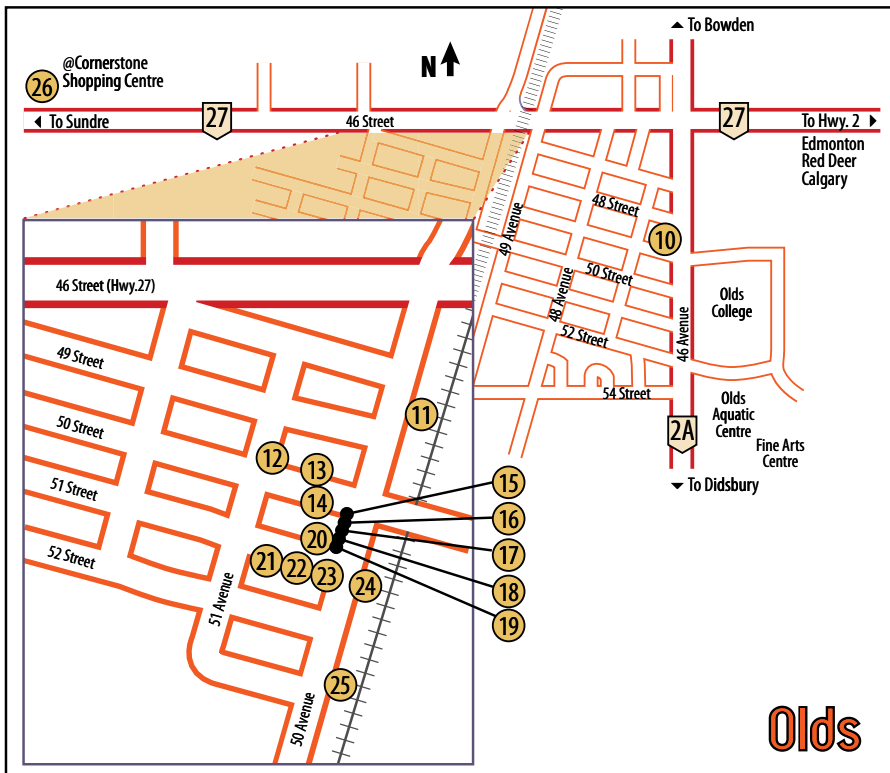 ▲ To Bowden
@Cornerstone
Shopping Centre
26
N
27
27
◄ To Sundre
46 Street
To Hwy. 2 ►
Edmonton
Red Deer
Calgary
48 Street
49 Avenue
10
50 Street
48 Avenue
46 Street (Hwy.27)
Olds
College
52 Street
46 Avenue
49 Street
54 Street
Olds
Aquatic
Centre
11
50 Street
2A
Fine Arts
Centre
12
13
15
51 Street
▼ To Didsbury
14
16
20
17
52 Street
21
22
23
24
18
51 Avenue
19
25
50 Avenue
Olds